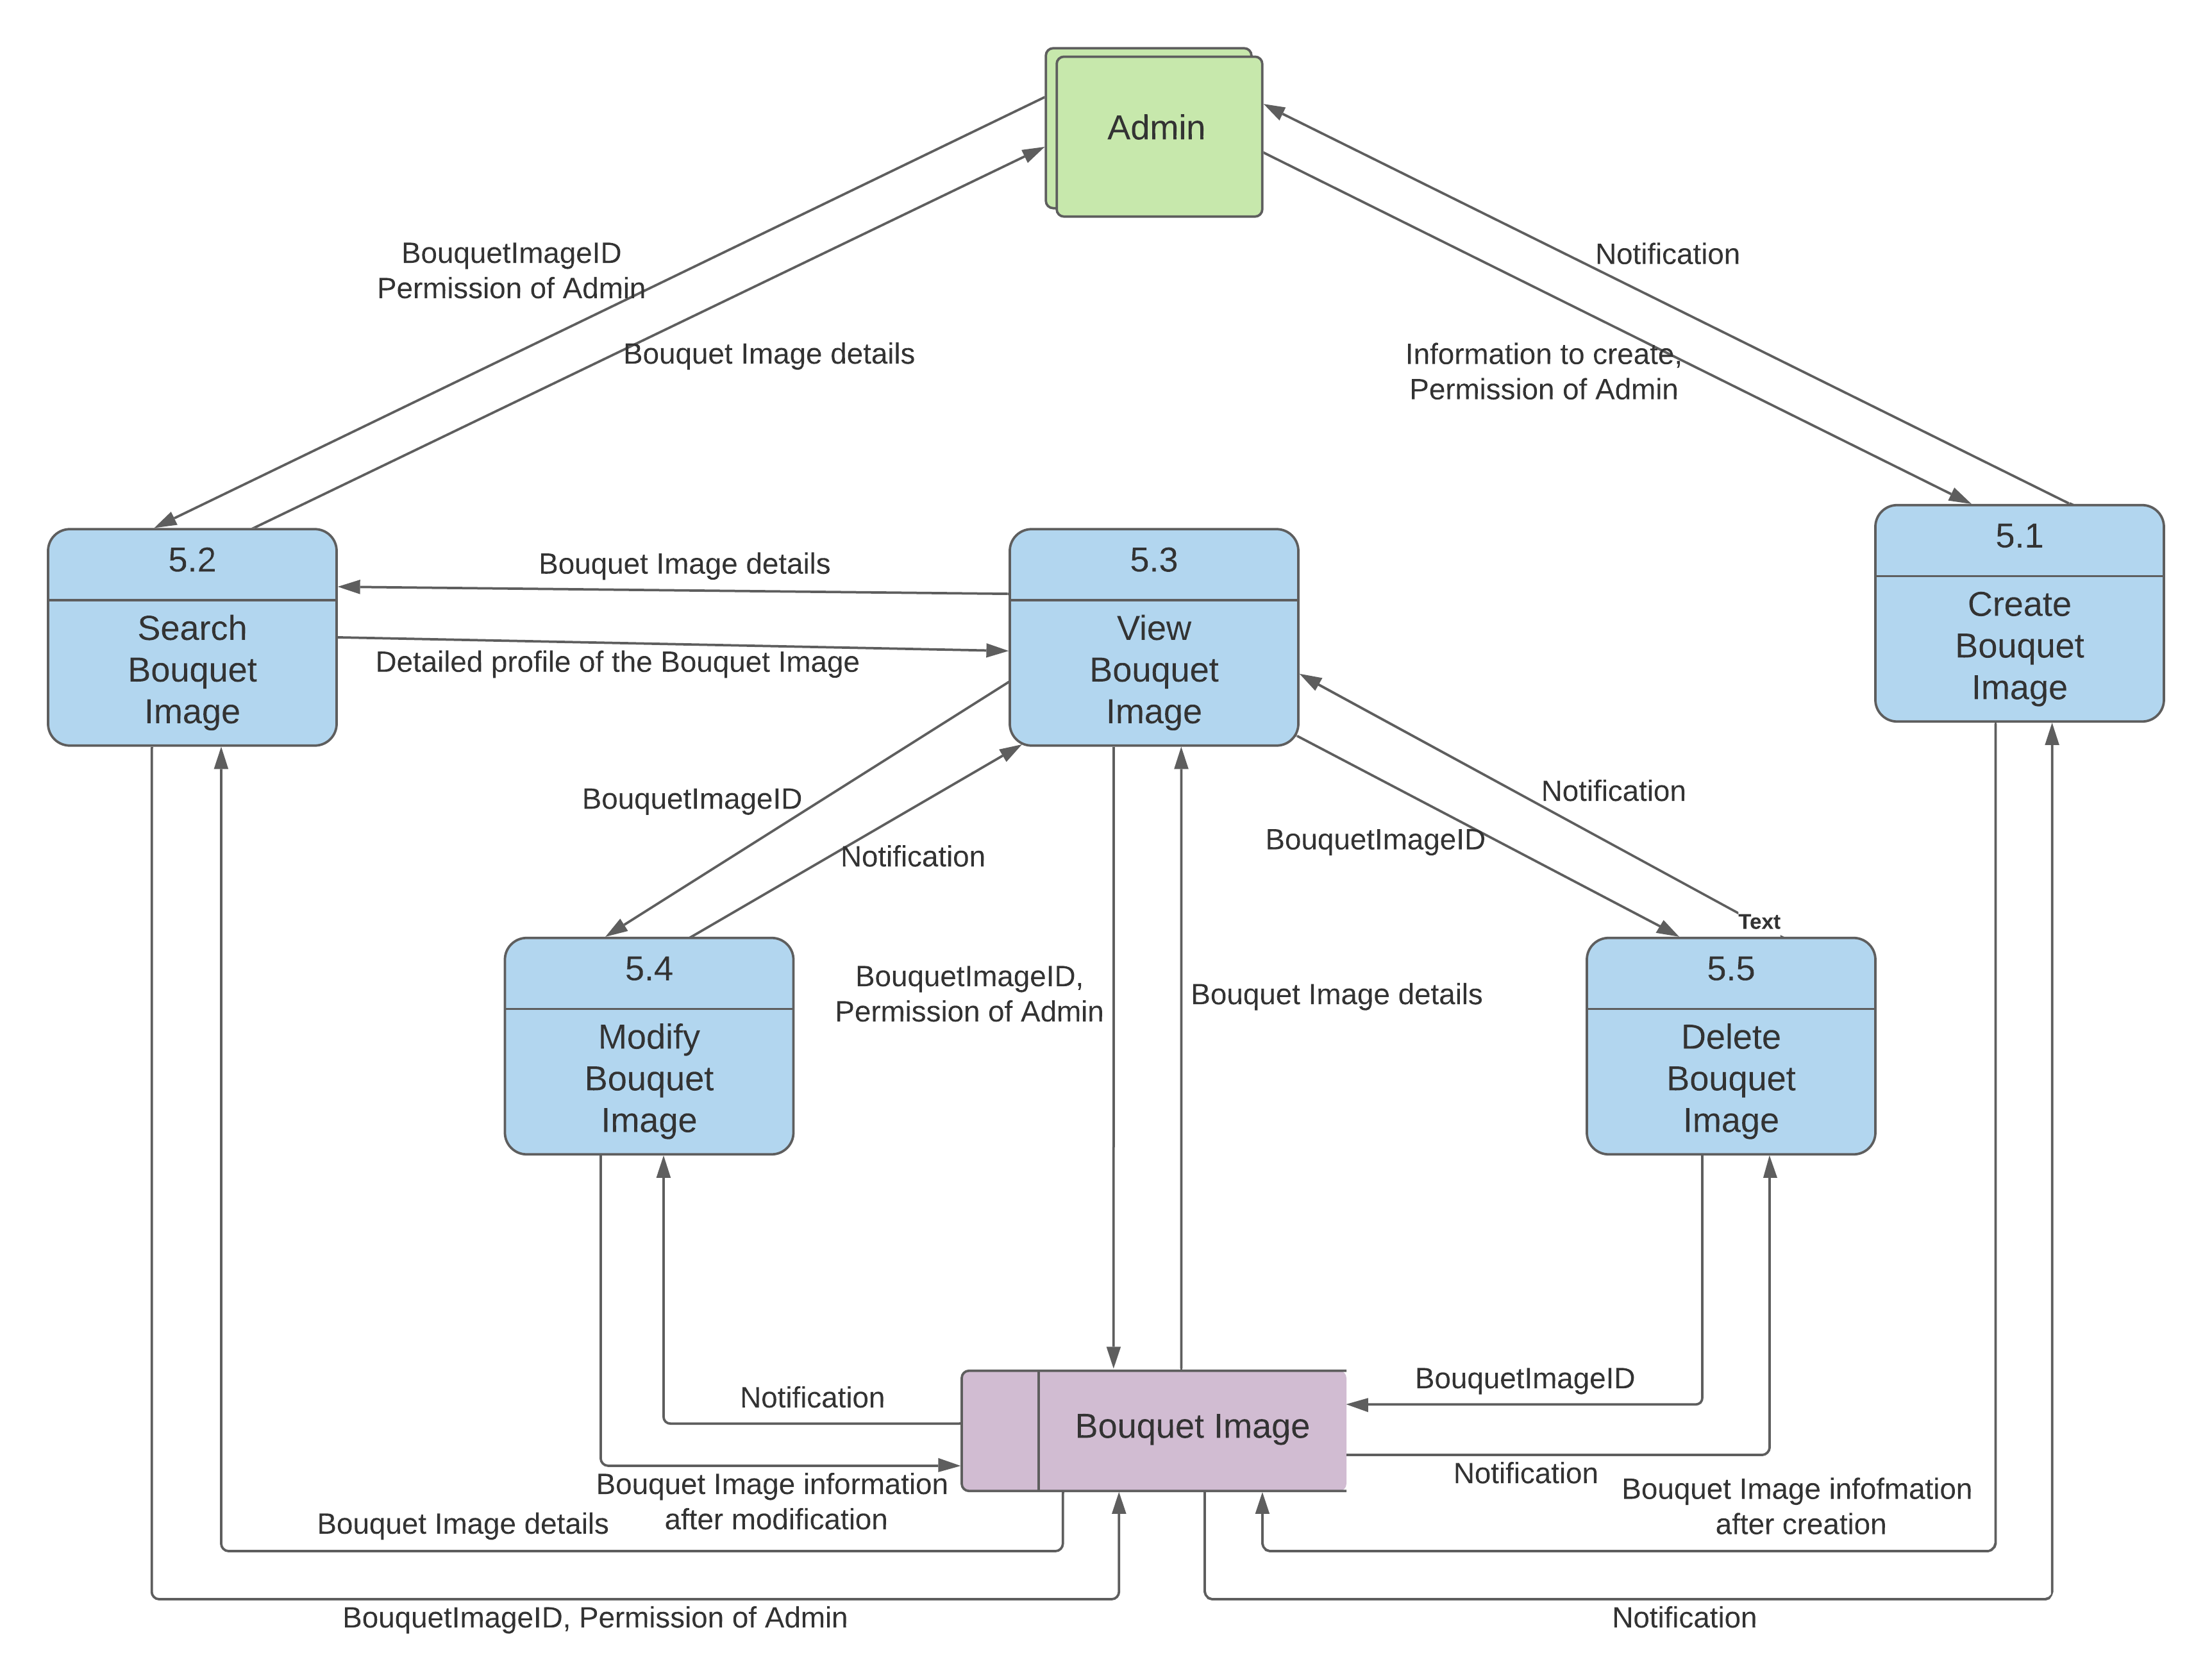 Admin
BouquetImageID
Permission of Admin
Notification
Bouquet Image details
Information to create,
Permission of Admin
5.2
Search
Bouquet
Image
Bouquet Image details
Detailed profile of the Bouquet Image
5.3
View
Bouquet
Image
5.1
Create
Bouquet
Image
BouquetImageID
Notification
Notification
BouquetImageID
Text
5.4
Modify
Bouquet
Image
BouquetImageID,
Permission of Admin
Bouquet Image details
5.5
Delete
Bouquet
Image
Notification
Bouquet Image
BouquetImageID
Notification
Bouquet Image information
after modification
Bouquet Image details
Bouquet Image infofmation
after creation
BouquetImageID, Permission of Admin
Notification